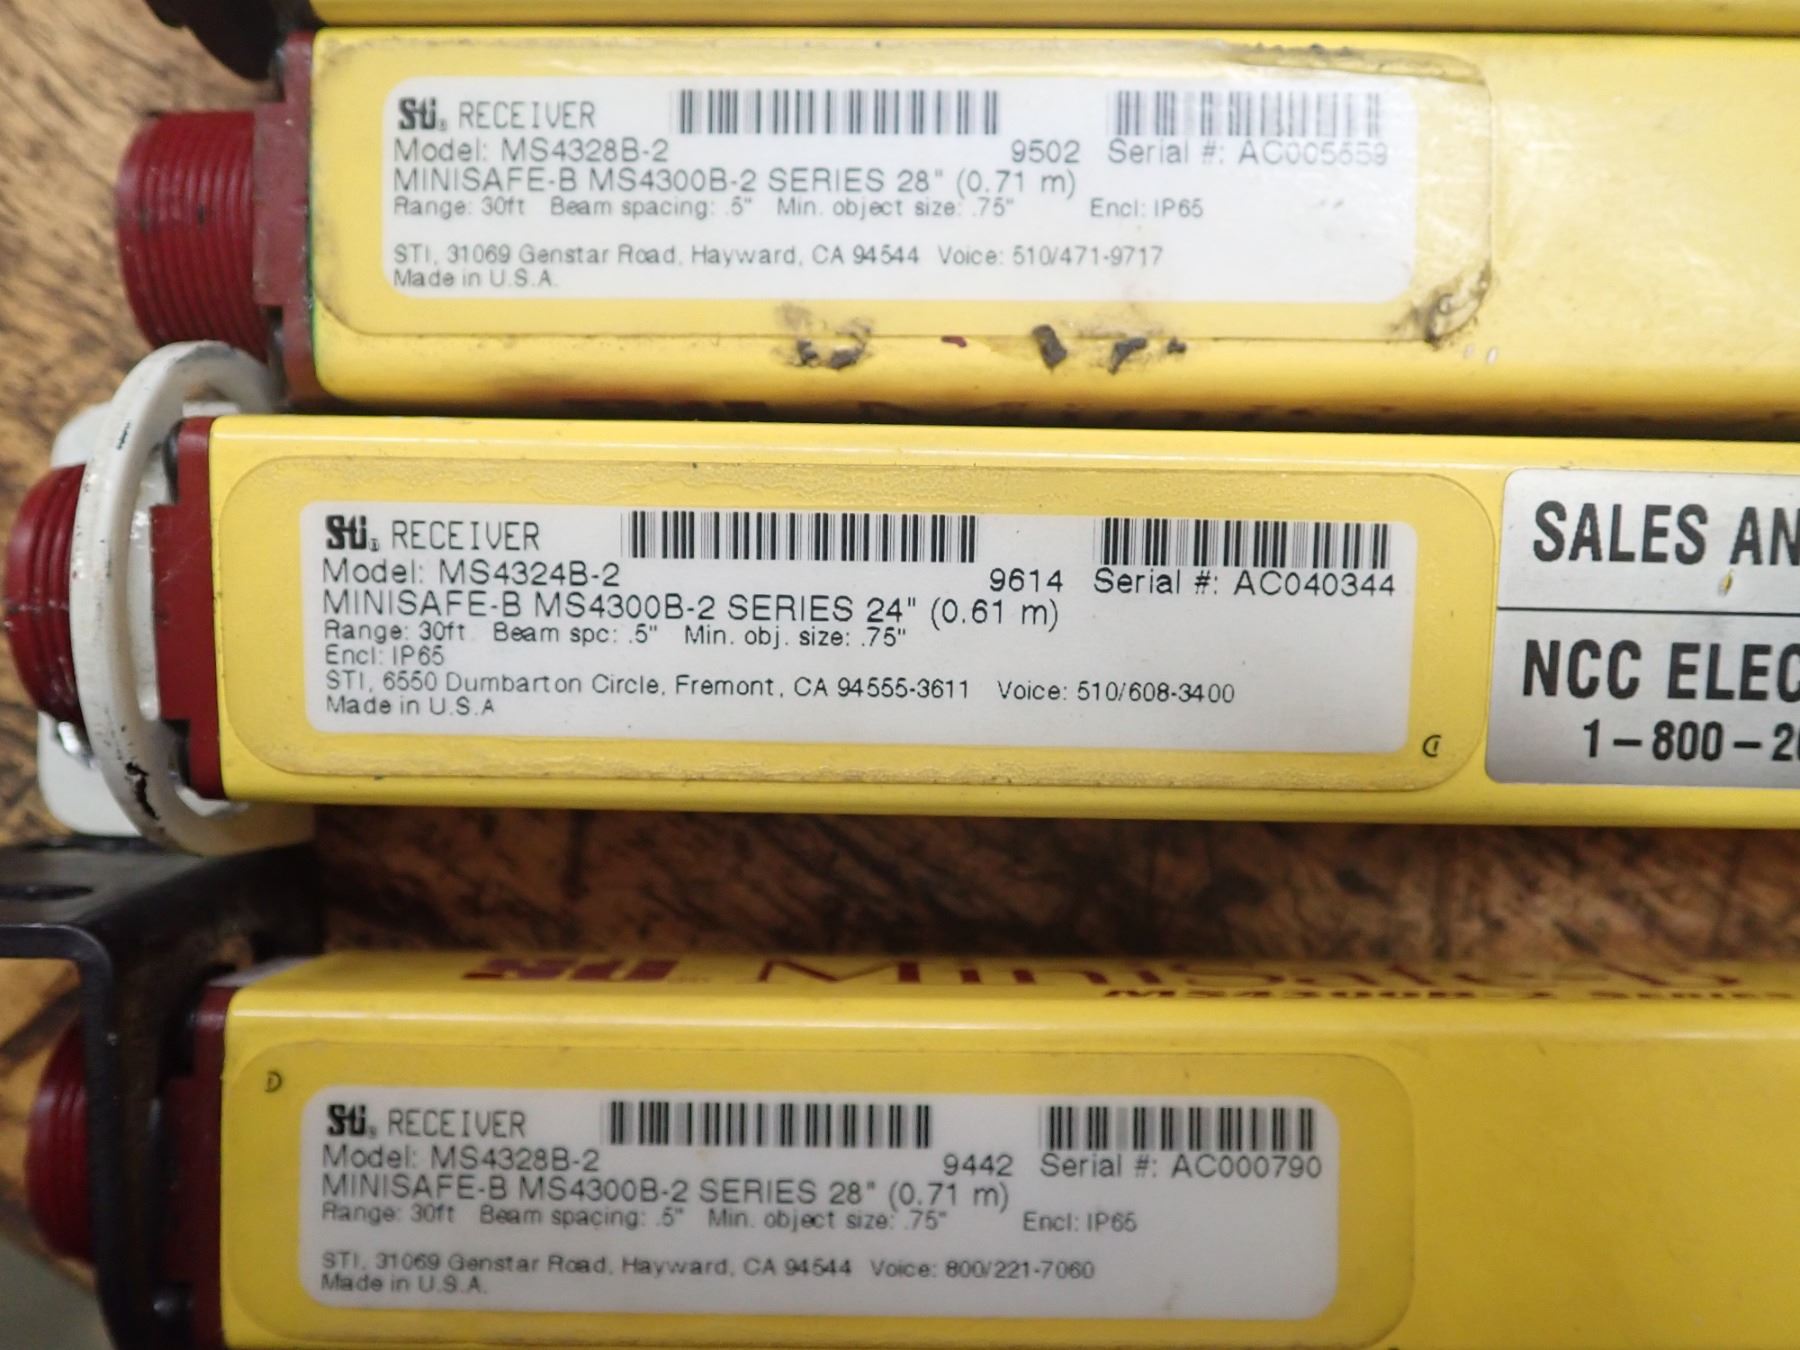 STI® RECEIVER
Model: MS4328B-2 9502 Serial #: AC005659
MINISAFE-B MS4300B-2 SERIES 28" (0.71 m)
Range: 30ft Beam spacing: .5" Min. object size: .75" Encl: IP65
STI, 31069 Genstar Road, Hayward, CA 94544 Voice: 510/471-9717
Made in U.S.A.
STI® RECEIVER
Model: MS4324B-2 9614 Serial #: AC040344
MINISAFE-B MS4300B-2 SERIES 24" (0.61 m)
Range: 30ft Beam spc: .5" Min. obj. size: .75"
Encl: IP65
STI, 6550 Dumbarton Circle, Fremont, CA 94555-3611 Voice: 510/608-3400
Made in U.S.A
SALES AN
NCC ELEC
1-800-2
STI MiniSafe-B
MS4300B-2 SERIES
STI® RECEIVER
Model: MS4328B-2 9442 Serial #: AC000790
MINISAFE-B MS4300B-2 SERIES 28" (0.71 m)
Range: 30ft Beam spacing: .5" Min. object size: .75" Encl: IP65
STI, 31069 Genstar Road, Hayward, CA 94544 Voice: 800/221-7060
Made in U.S.A.